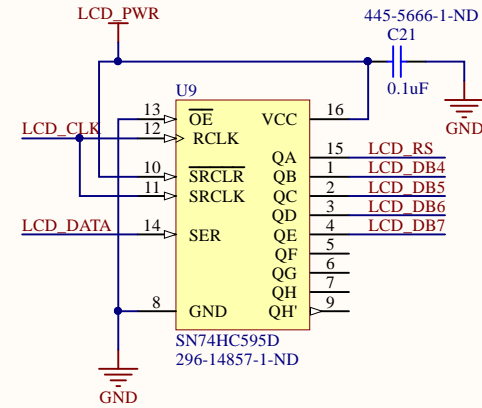 LCD_PWR
445-5666-1-ND
C21
0.1uF
GND
U9
LCD_CLK
13
OE
VCC
16
12
RCLK
QA
15
LCD_RS
10
SRCLR
QB
1
LCD_DB4
11
SRCLK
QC
2
LCD_DB5
QD
3
LCD_DB6
LCD_DATA
14
SER
QE
4
LCD_DB7
QF
5
QG
6
QH
7
8
GND
QH'
9
SN74HC595D
296-14857-1-ND
GND